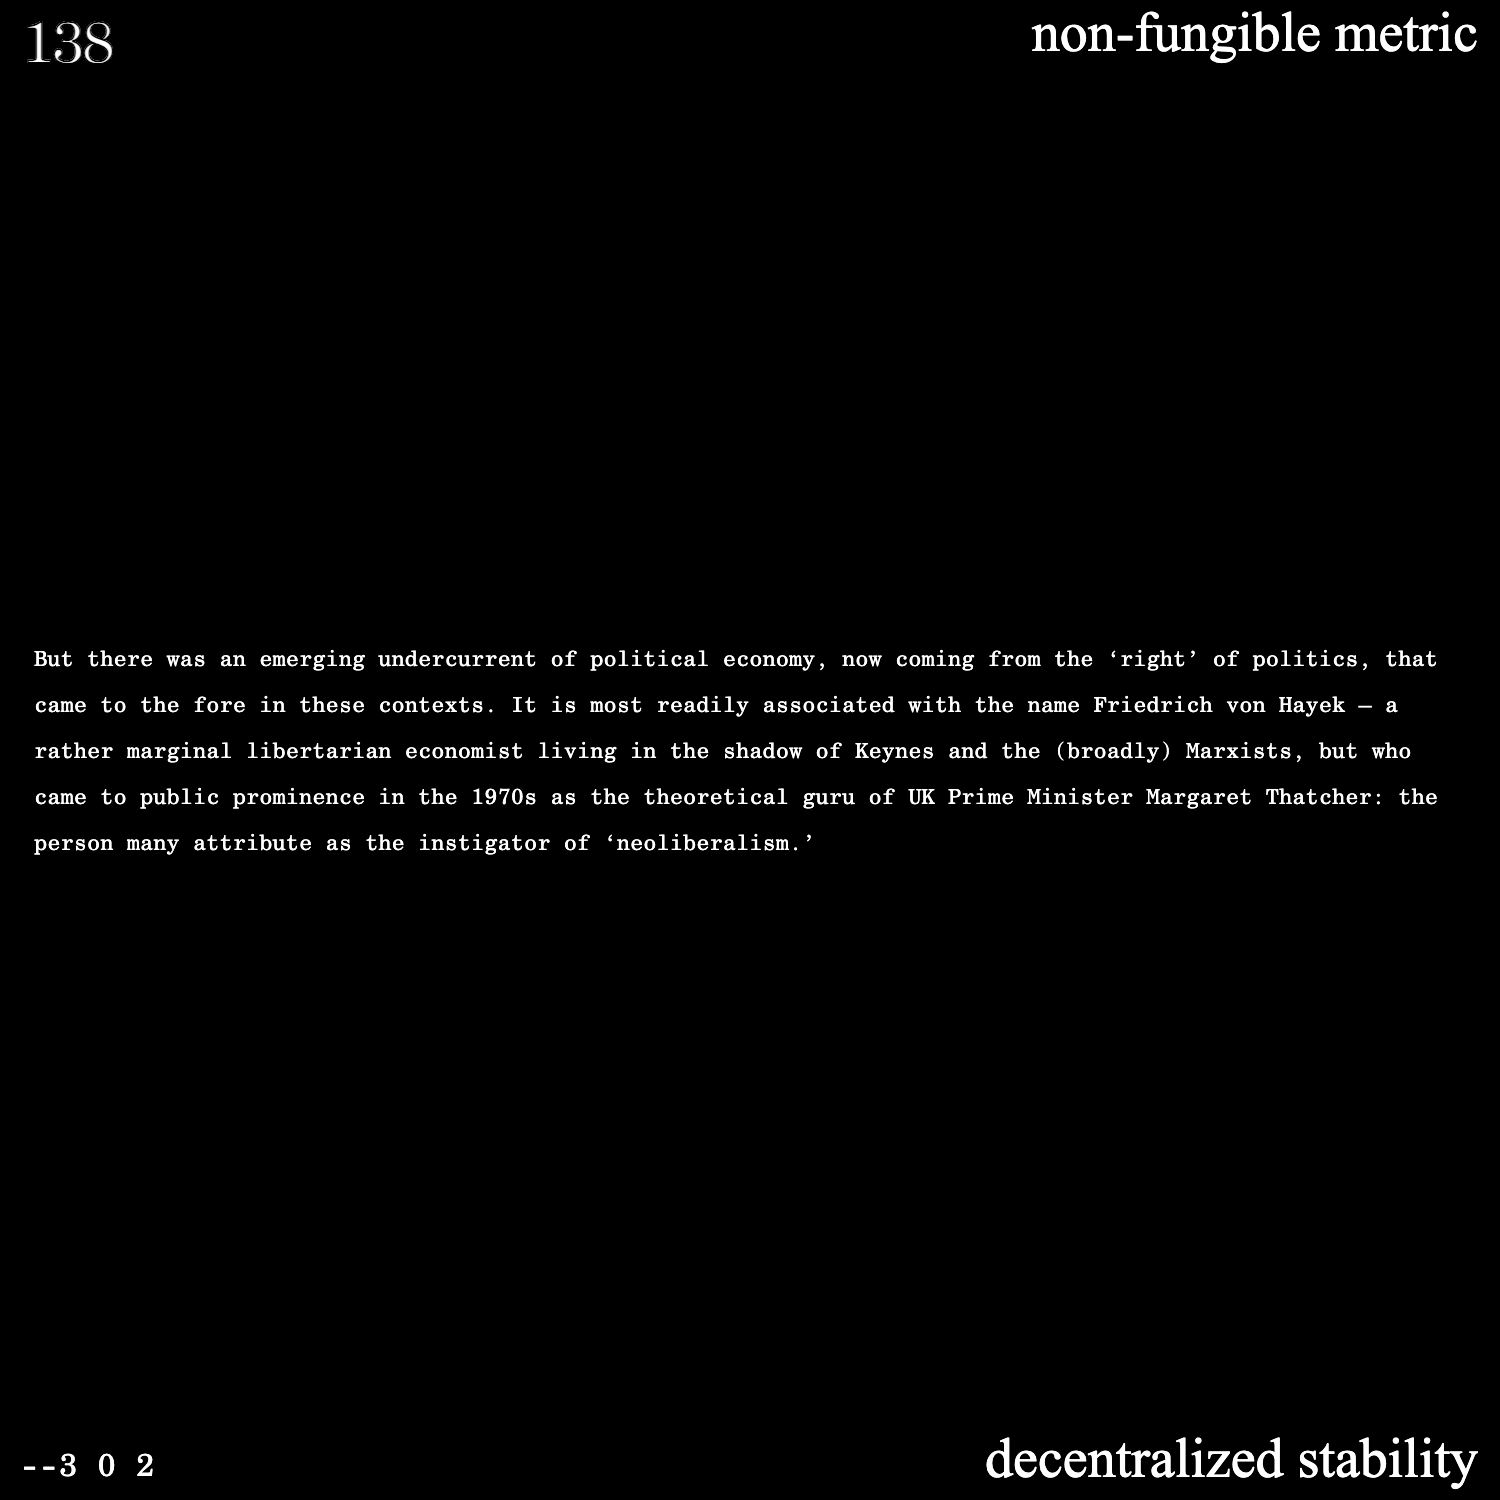 138
non-fungible metric
But there was an emerging undercurrent of political economy, now coming from the ‘right’ of politics, that
came to the fore in these contexts. It is most readily associated with the name Friedrich von Hayek – a
rather marginal libertarian economist living in the shadow of Keynes and the (broadly) Marxists, but who
came to public prominence in the 1970s as the theoretical guru of UK Prime Minister Margaret Thatcher: the
person many attribute as the instigator of ‘neoliberalism.’
--3 0 2
decentralized stability